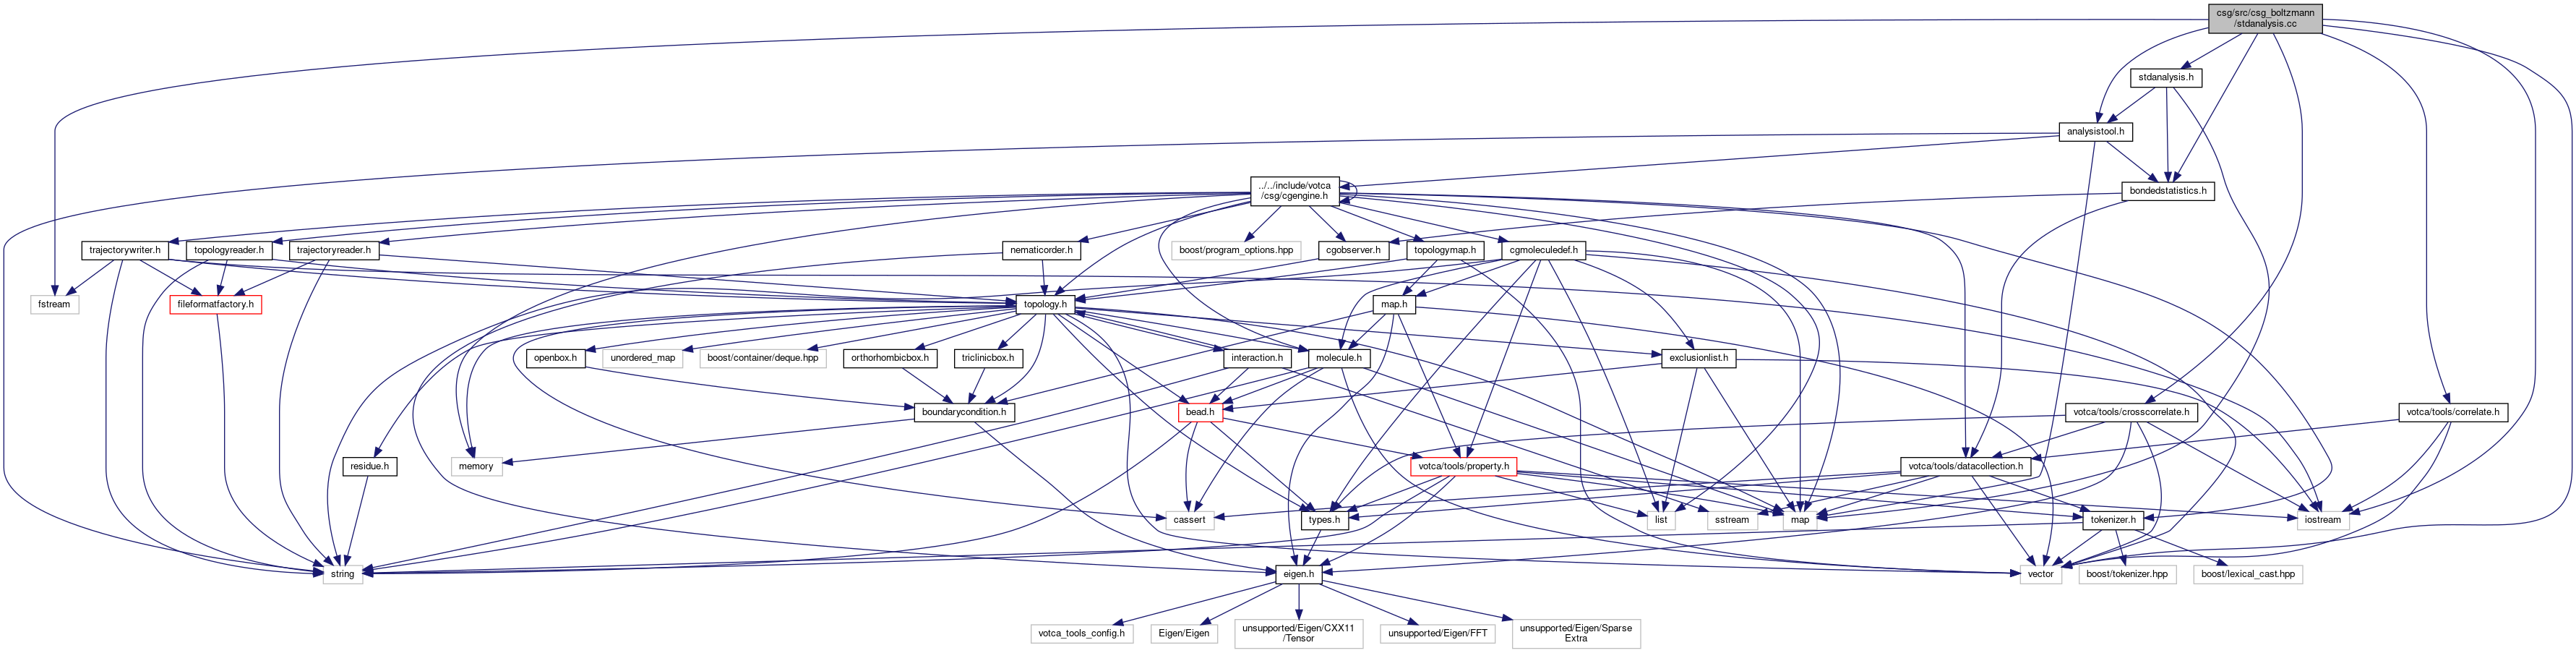 csg/src/csg_boltzmann
/stdanalysis.cc
stdanalysis.h
analysistool.h
../../include/votca
/csg/cgengine.h
bondedstatistics.h
trajectorywriter.h
topologyreader.h
trajectoryreader.h
nematicorder.h
boost/program_options.hpp
cgobserver.h
topologymap.h
cgmoleculedef.h
fstream
fileformatfactory.h
topology.h
map.h
openbox.h
unordered_map
boost/container/deque.hpp
orthorhombicbox.h
triclinicbox.h
interaction.h
molecule.h
exclusionlist.h
boundarycondition.h
bead.h
votca/tools/crosscorrelate.h
votca/tools/correlate.h
residue.h
memory
votca/tools/property.h
votca/tools/datacollection.h
cassert
types.h
list
sstream
map
tokenizer.h
iostream
string
eigen.h
vector
boost/tokenizer.hpp
boost/lexical_cast.hpp
votca_tools_config.h
Eigen/Eigen
unsupported/Eigen/CXX11
/Tensor
unsupported/Eigen/FFT
unsupported/Eigen/Sparse
Extra